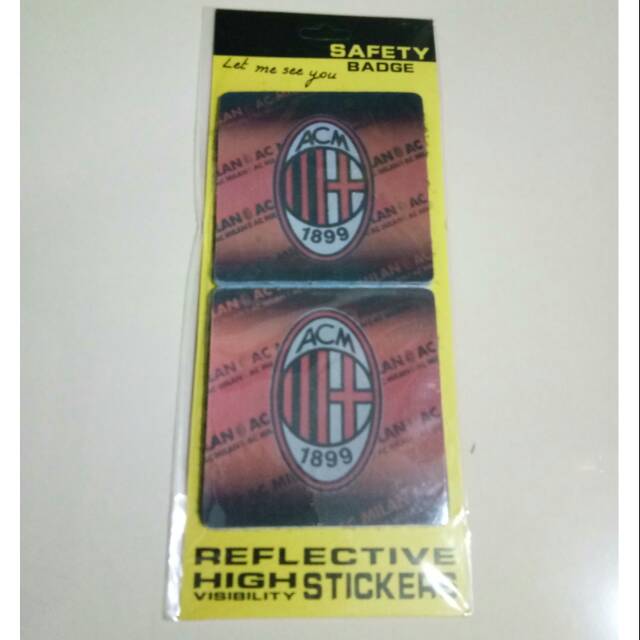 SAFETY
BADGE
Let me see you
ACM
1899
ACM
1899
REFLECTIVE
HIGH
VISIBILITY
STICKERS